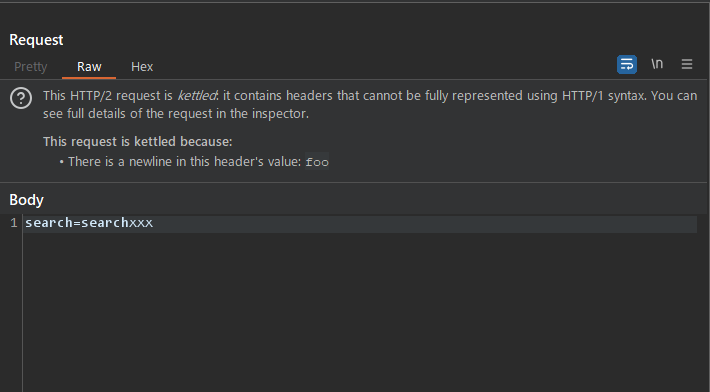 Request
Pretty Raw Hex \n
This HTTP/2 request is kettled: it contains headers that cannot be fully represented using HTTP/1 syntax. You can
see full details of the request in the inspector.
This request is kettled because:
• There is a newline in this header's value: foo
Body
1 search=searchxxx